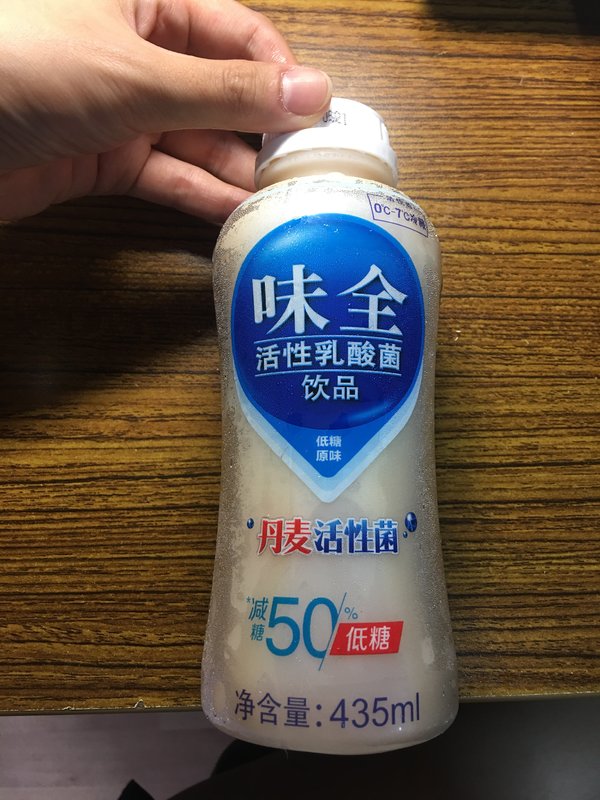 0℃-7℃冷藏
味全
活性乳酸菌
饮品
低糖
原味
丹麦活性菌
*减糖50%
低糖
净含量：435ml